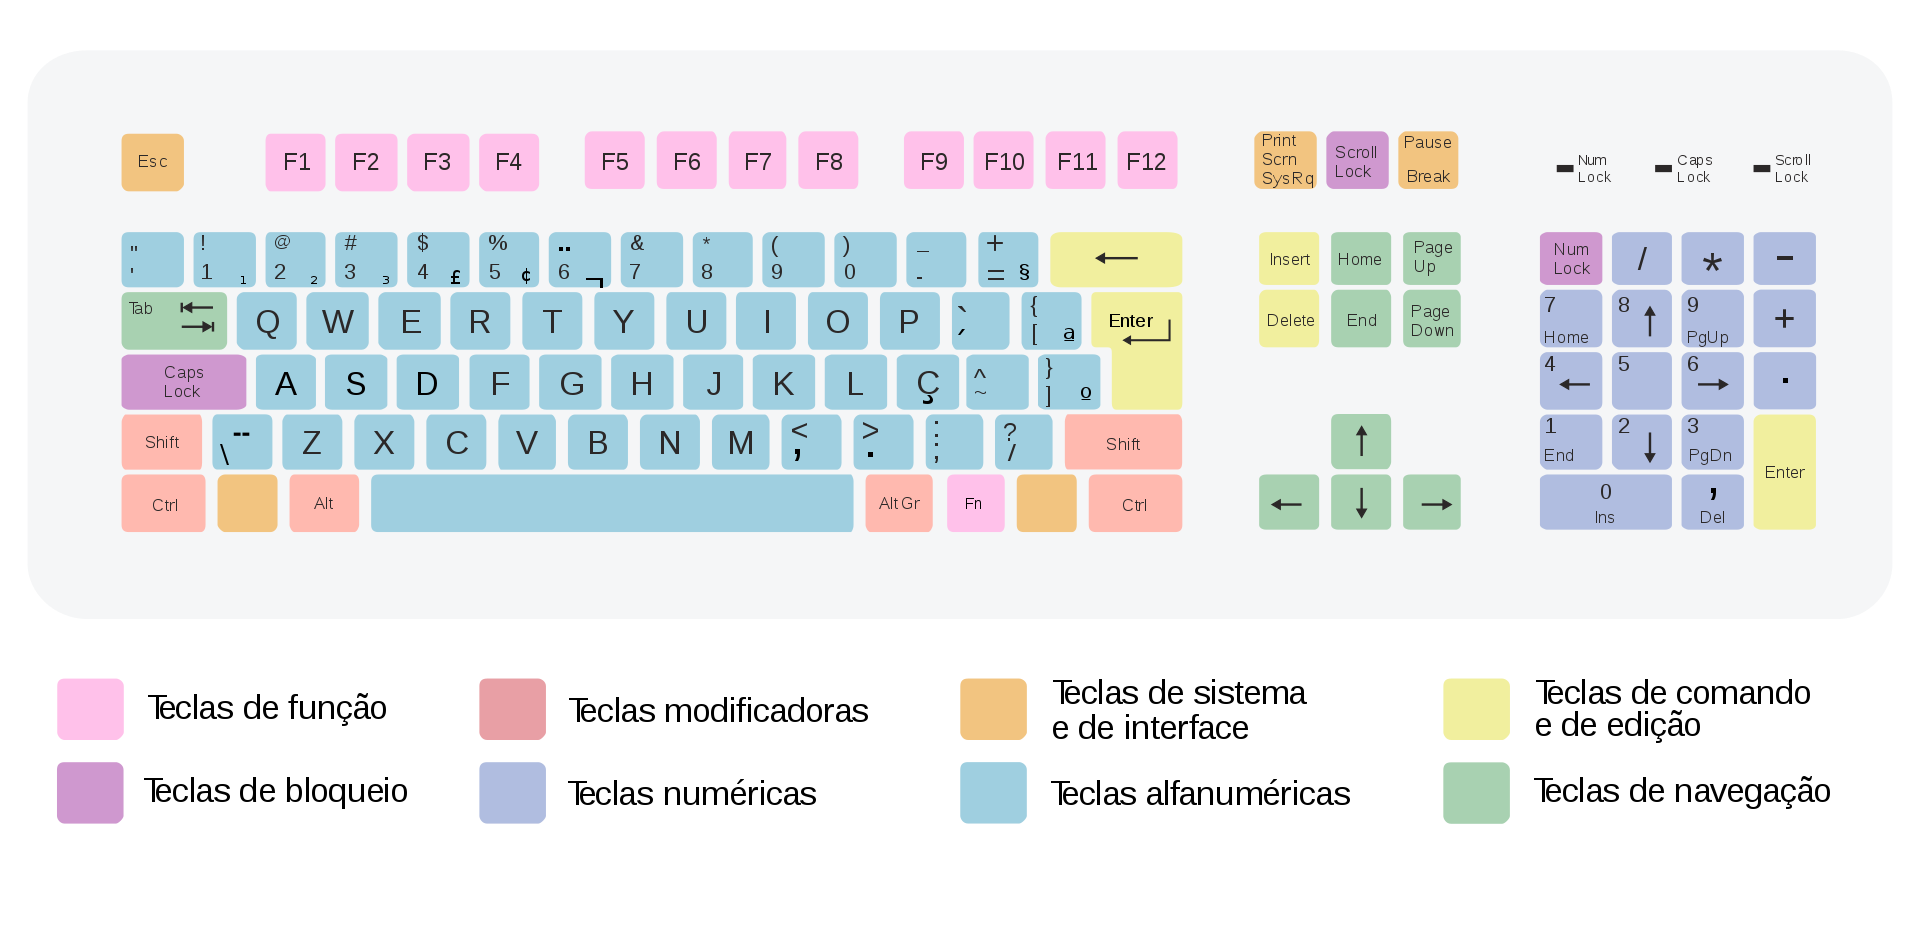 Esc F1 F2 F3 F4 F5 F6 F7 F8 F9 F10 F11 F12
Print
Scrn
SysRq
Scroll
Lock
Pause
Break
Num
Lock
Caps
Lock
Scroll
Lock
" ! @ # $ % ¨ & * ( ) _ +
' 1 ¹ 2 ² 3 ³ 4 £ 5 ¢ 6 ¬ 7 8 9 0 - = § ←
Insert Home Page
Up
Num
Lock
/ * -
Tab Q W E R T Y U I O P ` ´ { [ ª Enter
Delete End Page
Down
7 Home 8 ↑ 9 PgUp +
Caps
Lock
A S D F G H J K L Ç ^ ~ } ] º
4 ← 5 6 → .
Shift \ -- Z X C V B N M < , > . : ; ? / Shift
↑
1 End 2 ↓ 3 PgDn Enter
Ctrl Alt Alt Gr Fn Ctrl
← ↓ →
0 Ins , Del
Teclas de função
Teclas modificadoras
Teclas de sistema
e de interface
Teclas de comando
e de edição
Teclas de bloqueio
Teclas numéricas
Teclas alfanuméricas
Teclas de navegação